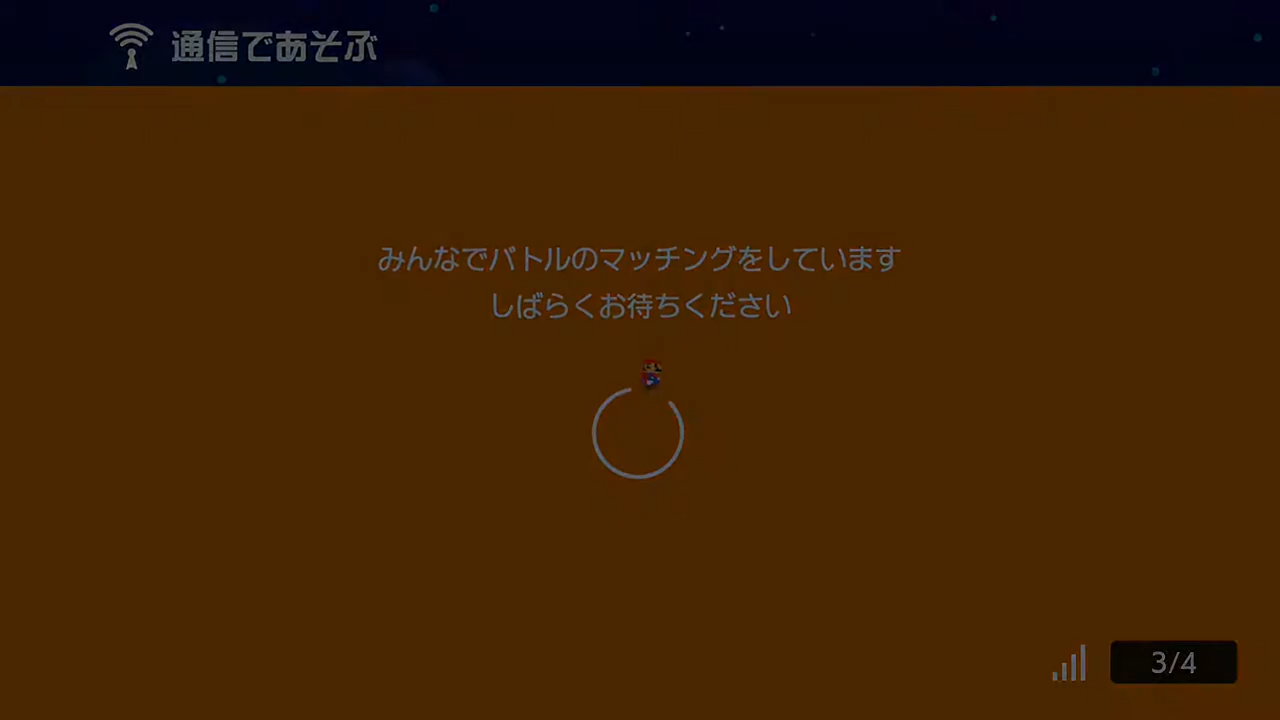 通信であそぶ
みんなでバトルのマッチングをしています
しばらくお待ちください
3/4